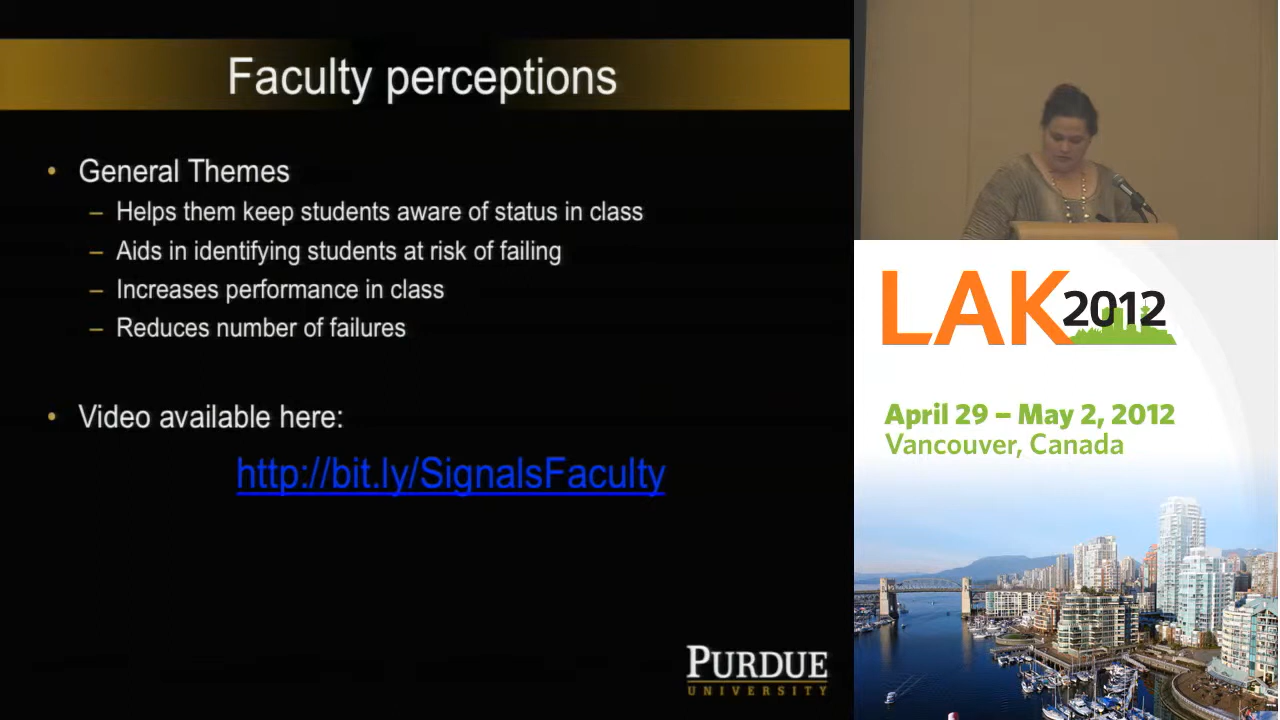 Faculty perceptions
• General Themes
– Helps them keep students aware of status in class
– Aids in identifying students at risk of failing
– Increases performance in class
– Reduces number of failures
• Video available here:
http://bit.ly/SignalsFaculty
PURDUE
UNIVERSITY
LAK2012
April 29 – May 2, 2012
Vancouver, Canada